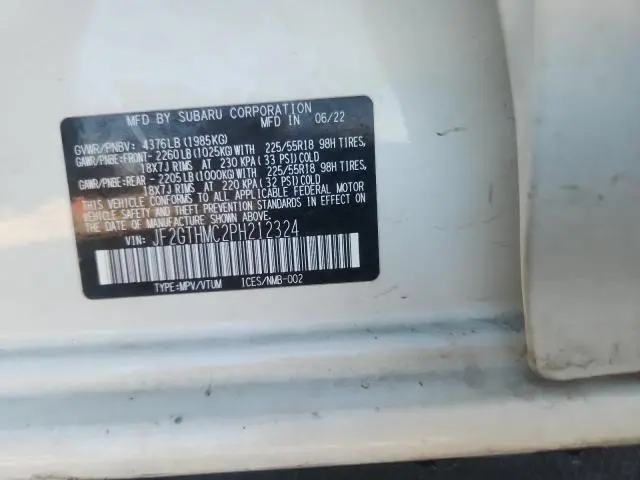 MFD BY SUBARU CORPORATION
IN 06/22
GVWR/PNBV: 4376LB(1985KG)
GAWR/PNBE:FRONT-2260LB(1025KG)WITH 225/55R18 98H TIRES,
18X7J RIMS AT 230 KPA(33 PSI)COLD
GAWR/PNBE:REAR -2205LB(1000KG)WITH 225/55R18 98H TIRES,
18X7J RIMS AT 220 KPA(32 PSI)COLD
THIS VEHICLE CONFORMS TO ALL APPLICABLE FEDERAL MOTOR
VEHICLE SAFETY AND THEFT PREVENTION STANDARDS IN EFFECT ON
THE DATE OF MANUFACTURE SHOWN ABOVE.
VIN: JF2GTHMC2PH212324
TYPE:MPV/VTUM ICES/NMB-002